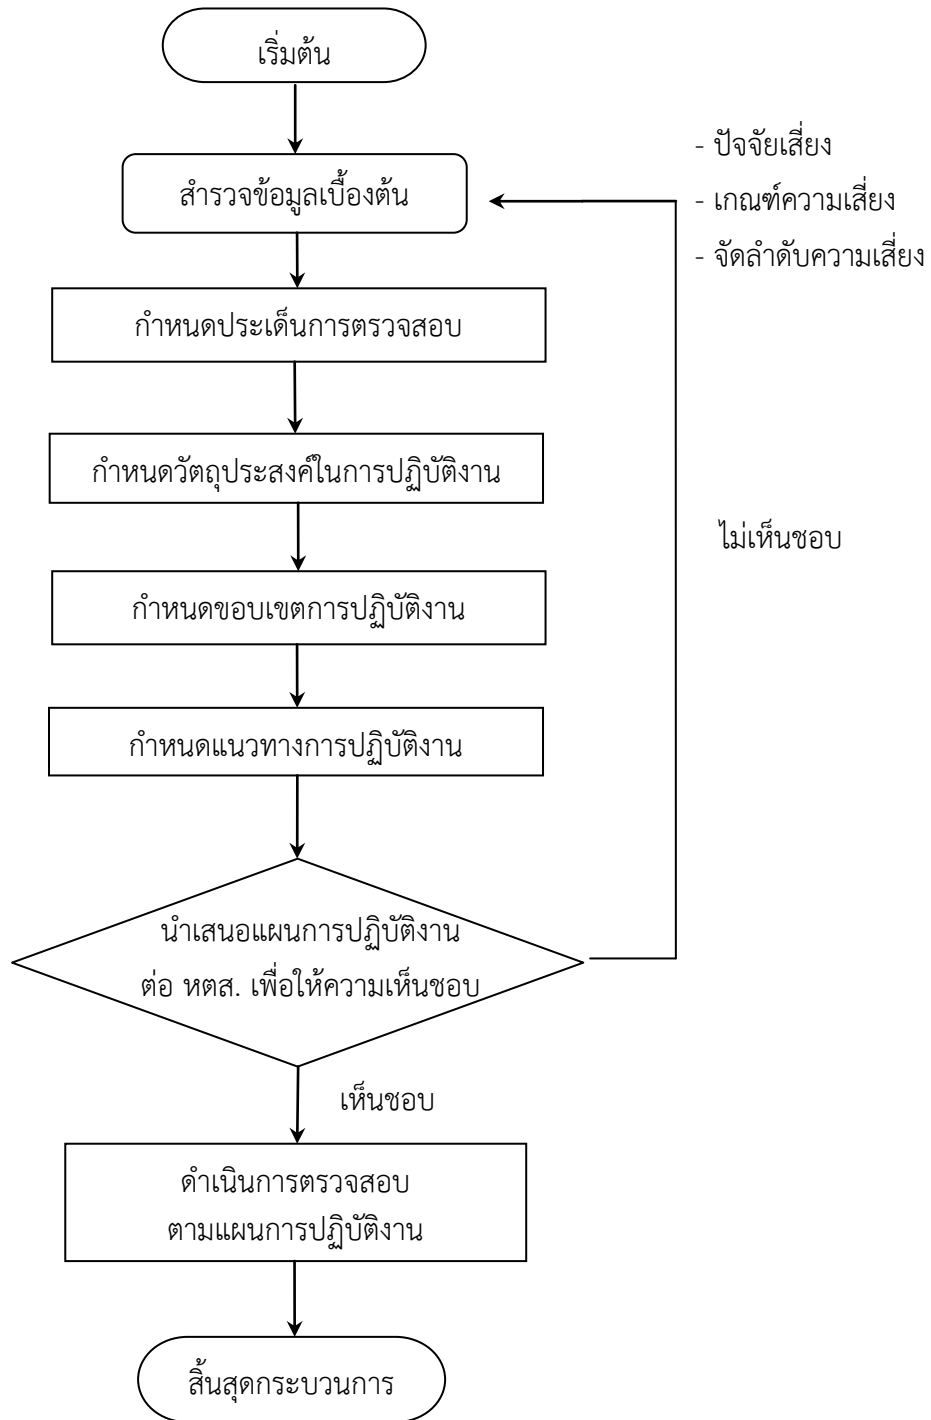 เริ่มต้น
สำรวจข้อมูลเบื้องต้น
- ปัจจัยเสี่ยง
- เกณฑ์ความเสี่ยง
- จัดลำดับความเสี่ยง
กำหนดประเด็นการตรวจสอบ
กำหนดวัตถุประสงค์ในการปฏิบัติงาน
ไม่เห็นชอบ
กำหนดขอบเขตการปฏิบัติงาน
กำหนดแนวทางการปฏิบัติงาน
นำเสนอแผนการปฏิบัติงาน
ต่อ หตส. เพื่อให้ความเห็นชอบ
เห็นชอบ
ดำเนินการตรวจสอบ
ตามแผนการปฏิบัติงาน
สิ้นสุดกระบวนการ